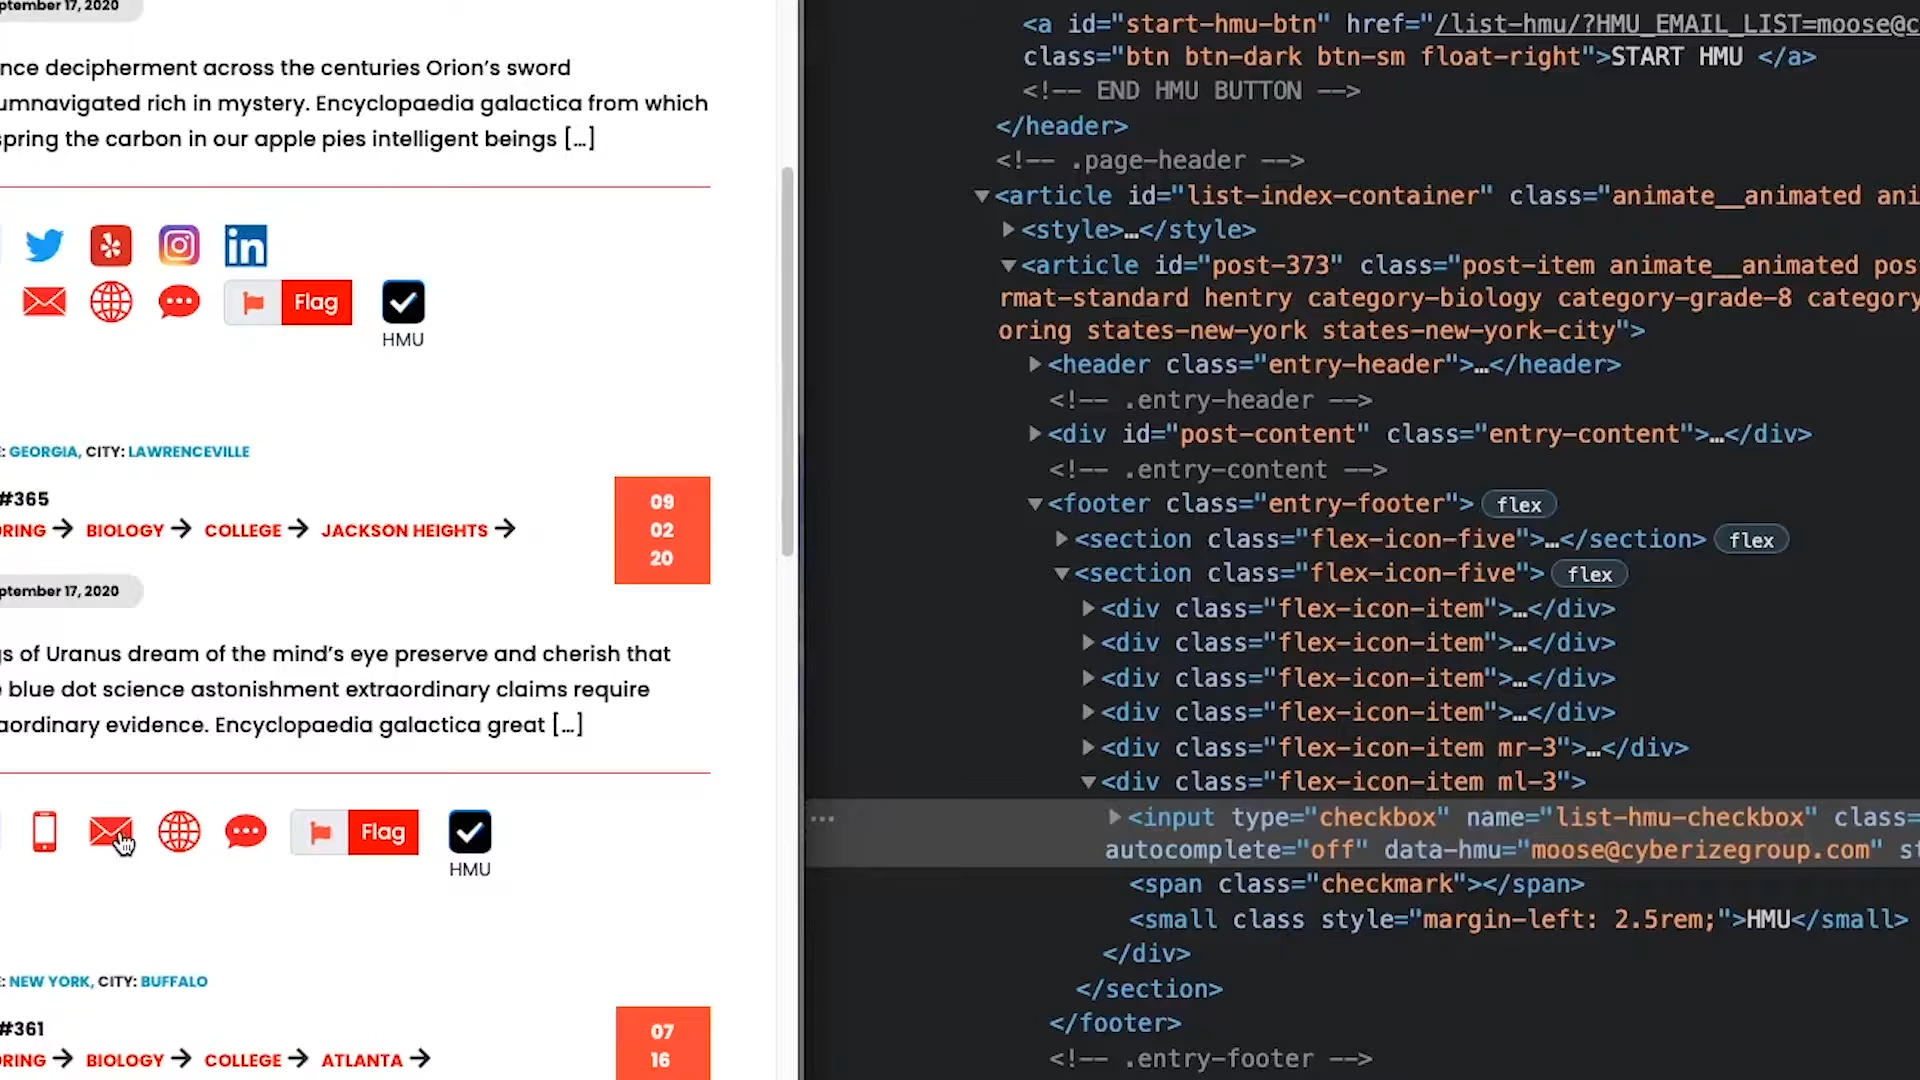 ptember 17, 2020
nce decipherment across the centuries Orion's sword
umnavigated rich in mystery. Encyclopaedia galactica from which
spring the carbon in our apple pies intelligent beings [...]
Flag
HMU
E: GEORGIA, CITY: LAWRENCEVILLE
#365
ORING → BIOLOGY → COLLEGE → JACKSON HEIGHTS →
09
02
20
ptember 17, 2020
gs of Uranus dream of the mind's eye preserve and cherish that
e blue dot science astonishment extraordinary claims require
aordinary evidence. Encyclopaedia galactica great [...]
Flag
HMU
E: NEW YORK, CITY: BUFFALO
#361
ORING → BIOLOGY → COLLEGE → ATLANTA →
07
16
<a id="start-hmu-btn" href="/list-hmu/?HMU_EMAIL_LIST=moose@c
class="btn btn-dark btn-sm float-right">START HMU </a>
<!-- END HMU BUTTON -->
</header>
<!-- .page-header -->
▼<article id="list-index-container" class="animate__animated ani
▶<style>…</style>
▼<article id="post-373" class="post-item animate__animated pos
rmat-standard hentry category-biology category-grade-8 category
oring states-new-york states-new-york-city">
▶<header class="entry-header">…</header>
<!-- .entry-header -->
▶<div id="post-content" class="entry-content">…</div>
<!-- .entry-content -->
▼<footer class="entry-footer"> flex
▶<section class="flex-icon-five">…</section> flex
▼<section class="flex-icon-five"> flex
▶<div class="flex-icon-item">…</div>
▶<div class="flex-icon-item">…</div>
▶<div class="flex-icon-item">…</div>
▶<div class="flex-icon-item">…</div>
▶<div class="flex-icon-item mr-3">…</div>
▼<div class="flex-icon-item ml-3">
▶<input type="checkbox" name="list-hmu-checkbox" class=
autocomplete="off" data-hmu="moose@cyberizegroup.com" st
<span class="checkmark"></span>
<small class style="margin-left: 2.5rem;">HMU</small>
</div>
</section>
</footer>
<!-- .entry-footer -->